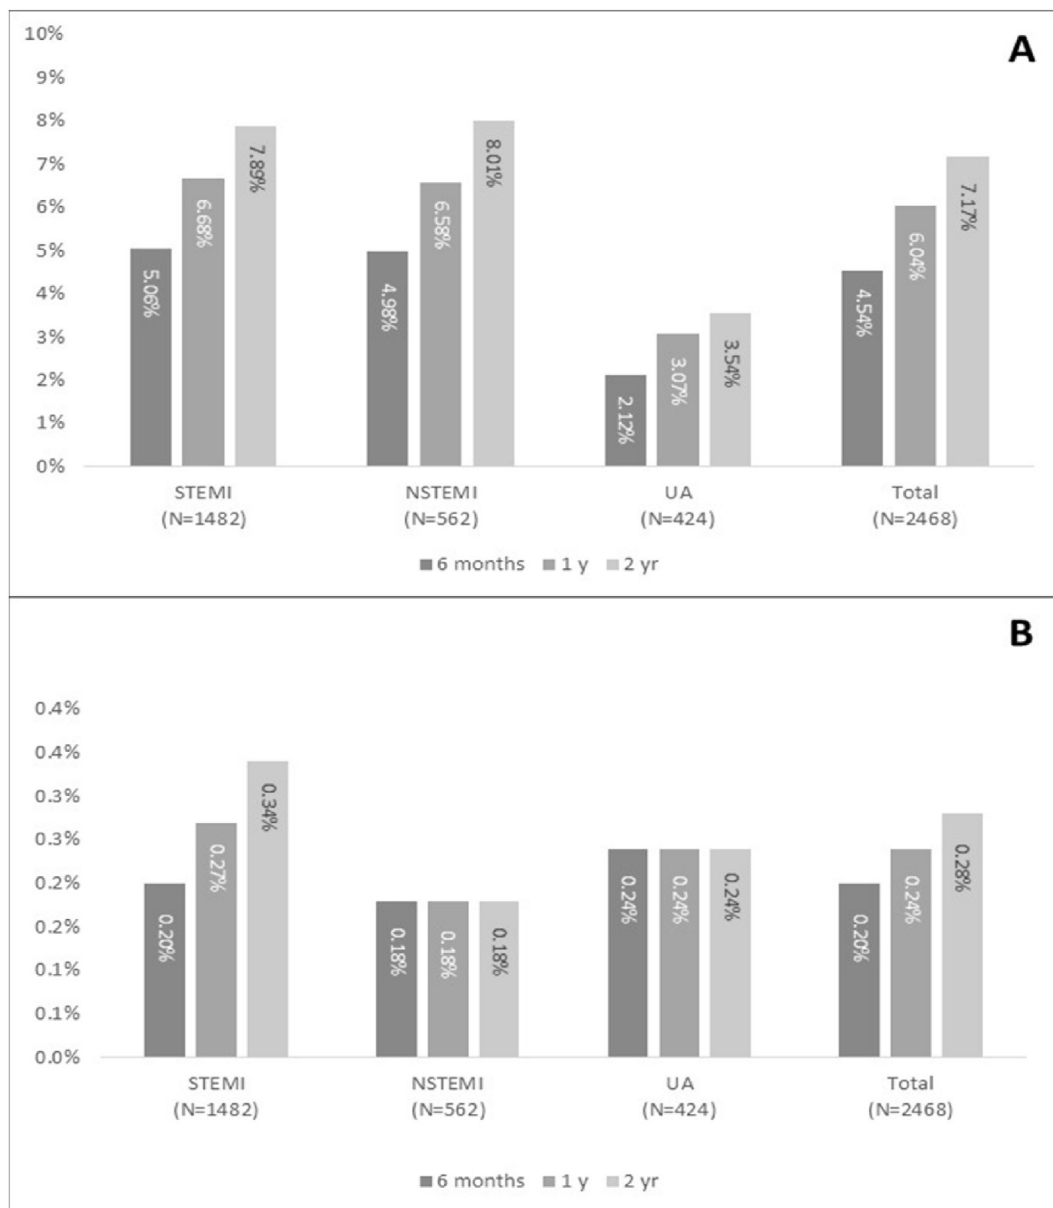 A
10%
9%
8%
7%
6%
5%
4%
3%
2%
1%
0%
5.06%
6.68%
7.89%
4.98%
6.58%
8.01%
2.12%
3.07%
3.54%
4.54%
6.04%
7.17%
STEMI
(N=1482)
NSTEMI
(N=562)
UA
(N=424)
Total
(N=2468)
6 months 1 y 2 yr
B
0.4%
0.4%
0.3%
0.3%
0.2%
0.2%
0.1%
0.1%
0.0%
0.20%
0.27%
0.34%
0.18%
0.18%
0.18%
0.24%
0.24%
0.24%
0.20%
0.24%
0.28%
STEMI
(N=1482)
NSTEMI
(N=562)
UA
(N=424)
Total
(N=2468)
6 months 1 y 2 yr